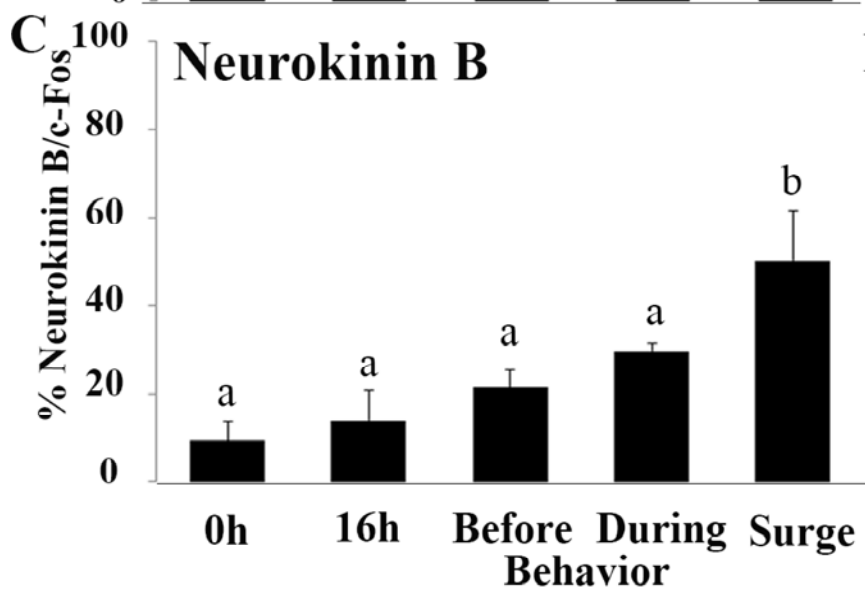 C
Neurokinin B
% Neurokinin B/c-Fos
100
80
60
40
20
0
a
a
a
a
b
0h
16h
Before
During
Surge
Behavior